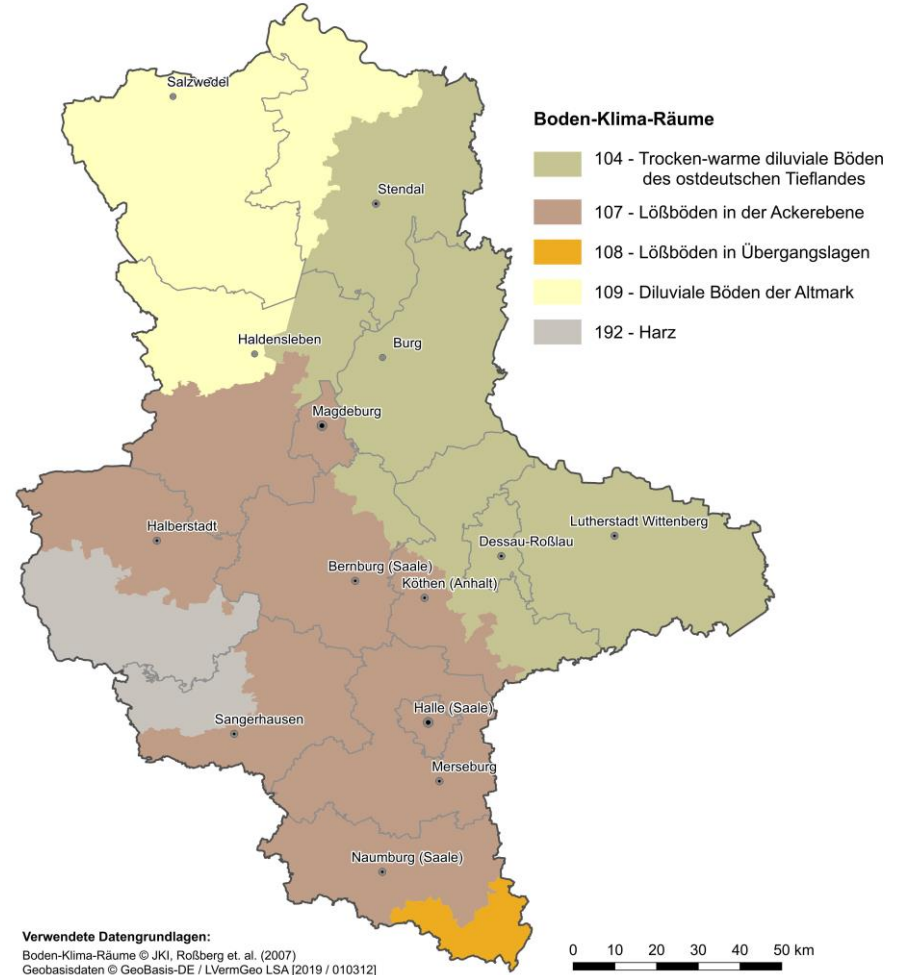 Salzwedel
Stendal
Haldensleben
Burg
Magdeburg
Halberstadt
Lutherstadt Wittenberg
Dessau-Roßlau
Bernburg (Saale)
Köthen (Anhalt)
Halle (Saale)
Sangerhausen
Merseburg
Naumburg (Saale)
Boden-Klima-Räume
104 - Trocken-warme diluviale Böden
des ostdeutschen Tieflandes
107 - Lößböden in der Ackerebene
108 - Lößböden in Übergangslagen
109 - Diluviale Böden der Altmark
192 - Harz
Verwendete Datengrundlagen:
Boden-Klima-Räume © JKI, Roßberg et. al. (2007)
Geobasisdaten © GeoBasis-DE / LVermGeo LSA [2019 / 010312]
0 10 20 30 40 50 km